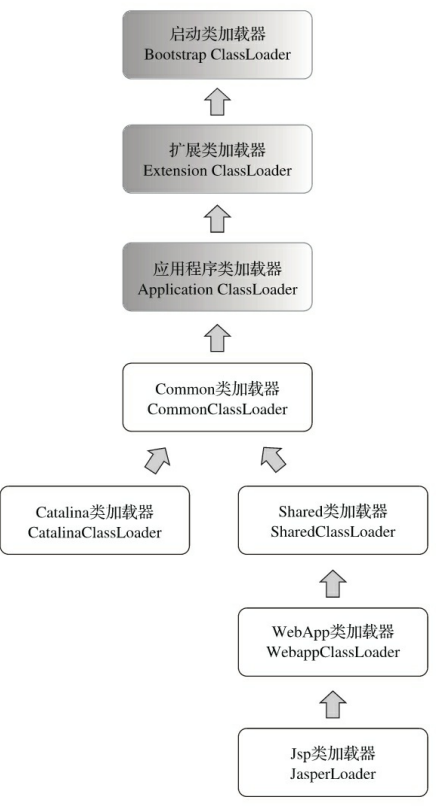 启动类加载器
Bootstrap ClassLoader
扩展类加载器
Extension ClassLoader
应用程序类加载器
Application ClassLoader
Common类加载器
CommonClassLoader
Catalina类加载器
CatalinaClassLoader
Shared类加载器
SharedClassLoader
WebApp类加载器
WebappClassLoader
Jsp类加载器
JasperLoader